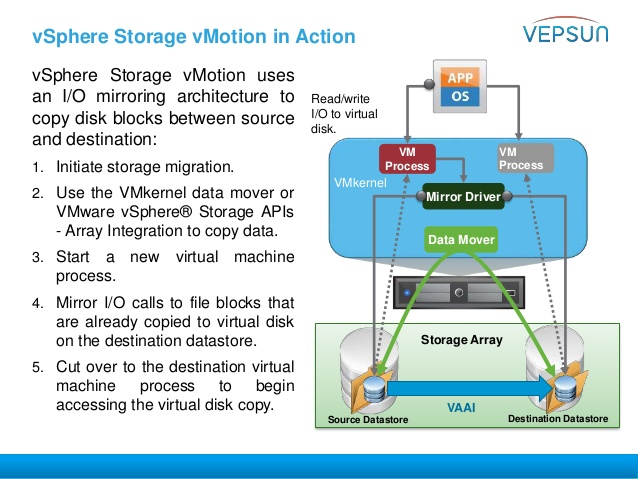 vSphere Storage vMotion in Action
VEPSUN
vSphere Storage vMotion uses
an I/O mirroring architecture to
copy disk blocks between source
and destination:
1. Initiate storage migration.
2. Use the VMkernel data mover or
VMware vSphere® Storage APIs
- Array Integration to copy data.
3. Start a new virtual machine
process.
4. Mirror I/O calls to file blocks that
are already copied to virtual disk
on the destination datastore.
5. Cut over to the destination virtual
machine process to begin
accessing the virtual disk copy.
APP
OS
Read/write
I/O to virtual
disk.
VM
Process
VM
Process
VMkernel
Mirror Driver
Data Mover
Storage Array
VAAI
Source Datastore
Destination Datastore